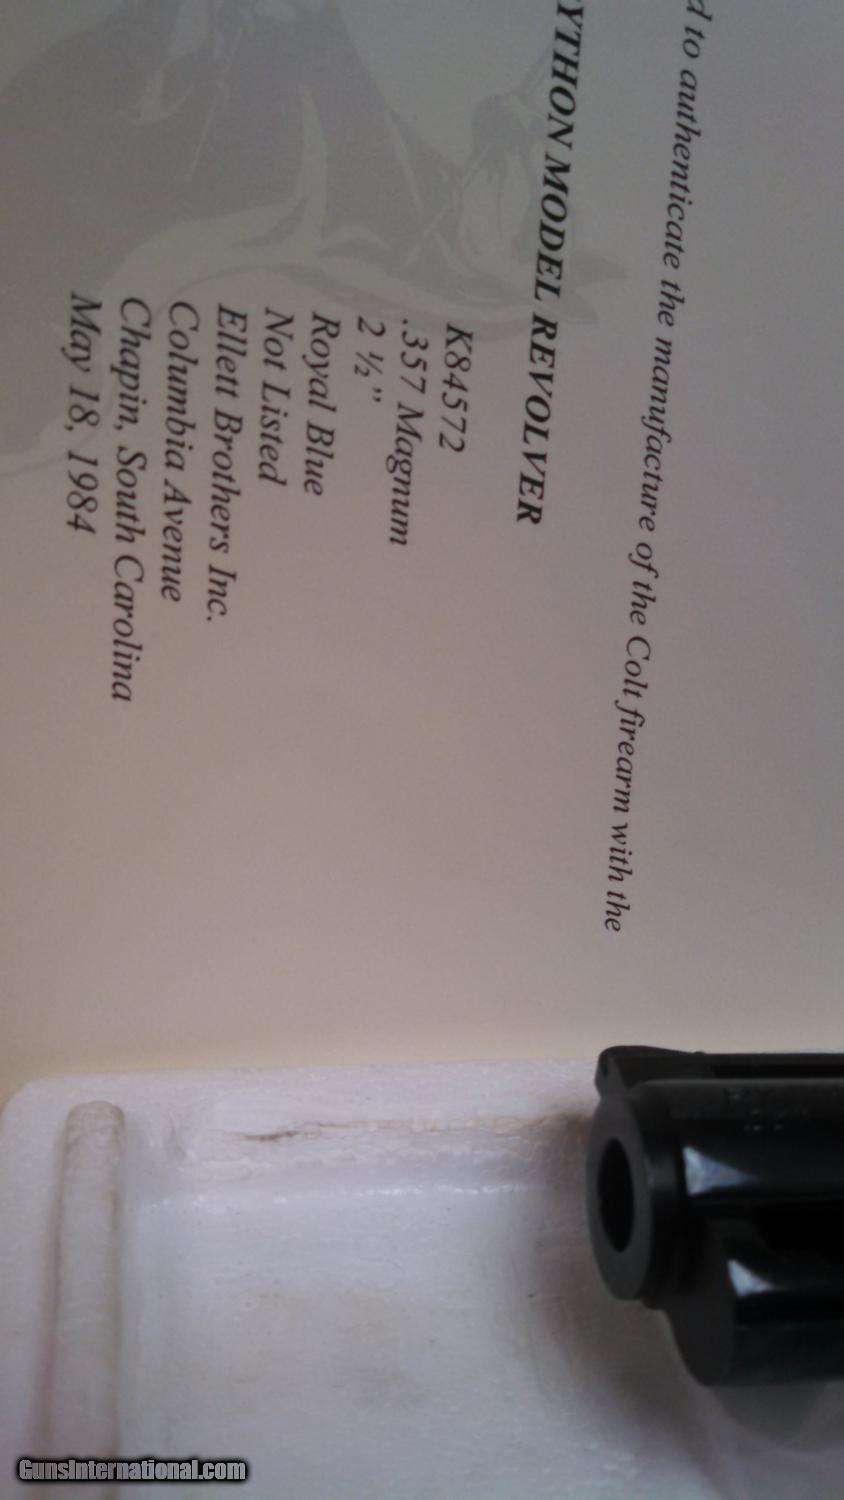 d to authenticate the manufacture of the Colt firearm with the
YTHON MODEL REVOLVER
K84572
.357 Magnum
2 ½”
Royal Blue
Not Listed
Ellett Brothers Inc.
Columbia Avenue
Chapin, South Carolina
May 18, 1984
GunsInternational.com